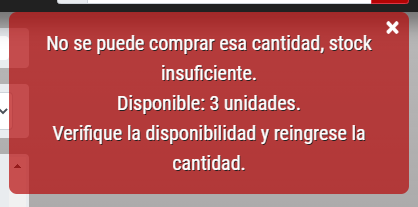 No se puede comprar esa cantidad, stock
insuficiente.
Disponible: 3 unidades.
Verifique la disponibilidad y reingrese la
cantidad.